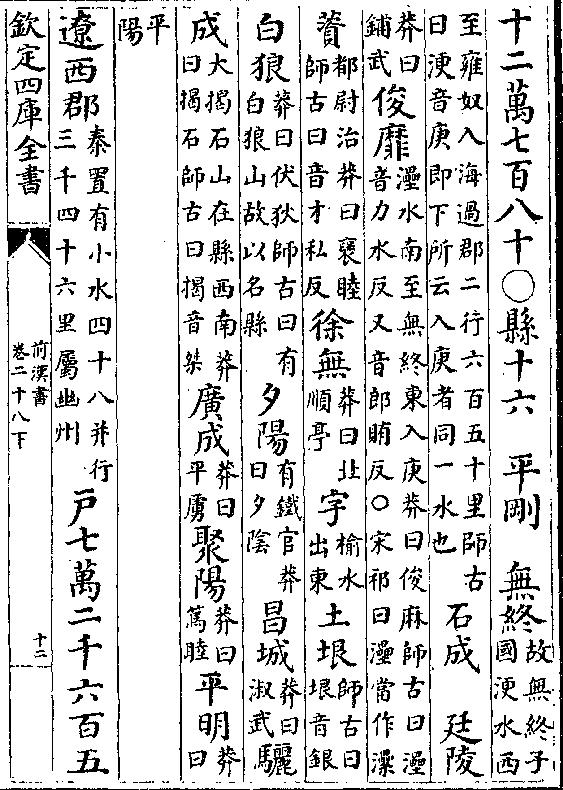 十二萬七百八十○縣十六　平剛　無終故無終子國浭水西
至雍奴入海過郡二行六百五十里師古曰浭音庚即下所云入庚者同一水也石成　廷陵
莽曰鋪武俊靡灅水南至無終東入庚莽曰俊麻師古曰灅音力水反又音郎賄反○宋祁曰灅當作澡
薋都尉治莽曰裒睦師古曰音才私反徐無莽曰北順亭字榆水出東土垠師古曰垠音銀
白狼莽曰伏狄師古曰有白狼山故以名縣夕陽有鐵官莽曰夕陰昌城莽曰淑武驪
成大揭石山在縣西南莽曰揭石師古曰揭音桀廣成莽曰平虜聚陽莽曰篤睦平明莽曰
平陽
遼西郡秦置有小水四十八并行三千四十六里屬幽州戶七萬二千六百五
欽定四庫全書
前漢書
卷二十八下
十二